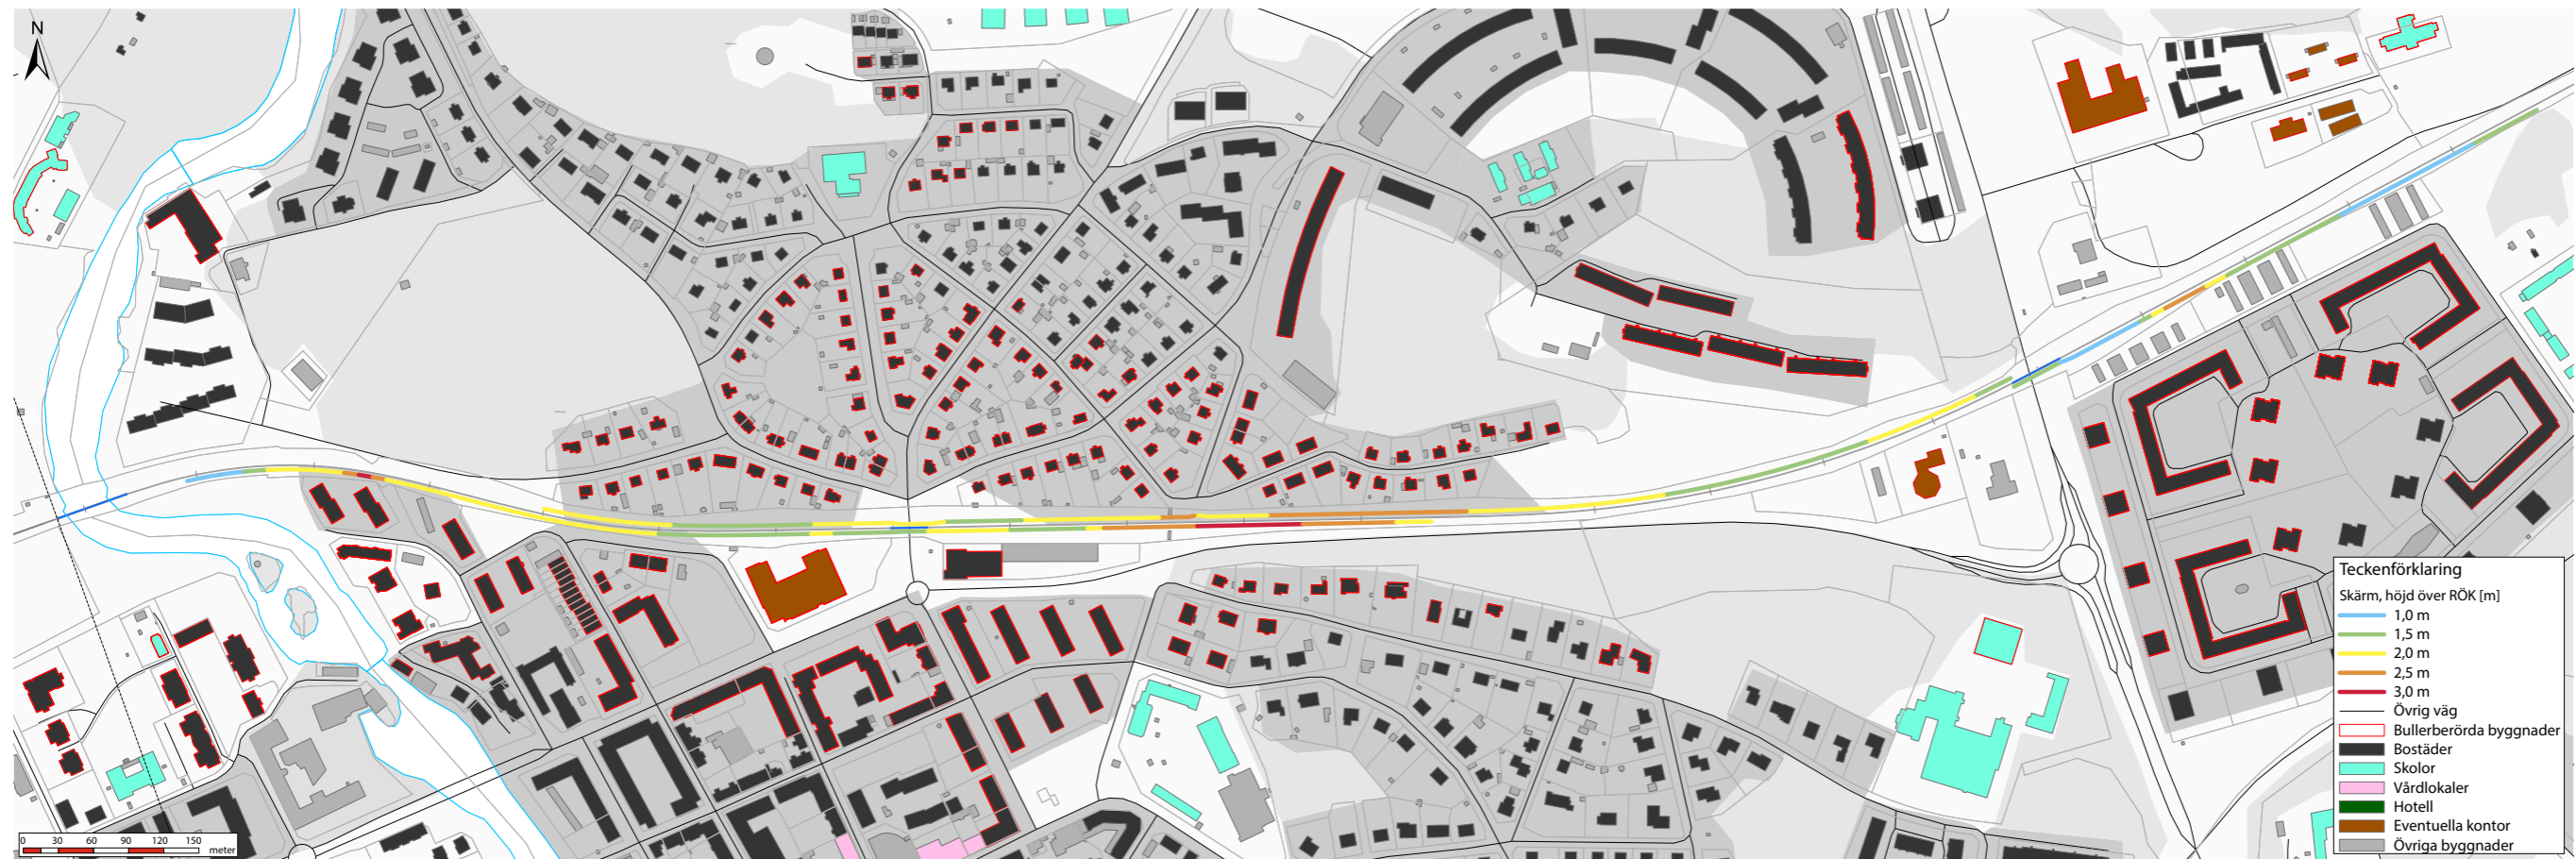 N
Teckenförklaring
Skärm, höjd över RÖK [m]
1,0 m
1,5 m
2,0 m
2,5 m
3,0 m
Övrig väg
Bullerberörda byggnader
Bostäder
Skolor
Vårdlokaler
Hotell
Eventuella kontor
Övriga byggnader
0 30 60 90 120 150
meter